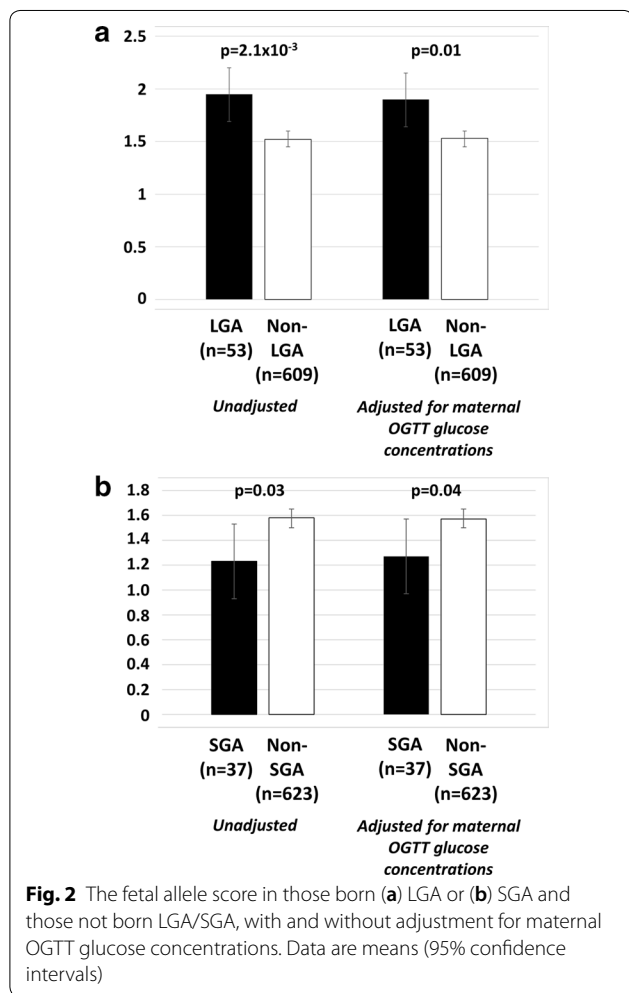 a
2.5
p=2.1x10⁻³ p=0.01
2
1.5
1
0.5
0
LGA Non- LGA Non-
(n=53) LGA (n=53) LGA
(n=609) (n=609)
Unadjusted Adjusted for maternal
OGTT glucose
concentrations
b
1.8 p=0.03 p=0.04
1.6
1.4
1.2
1.0
0.8
0.6
0.4
0.2
0
SGA Non- SGA Non-
(n=37) SGA (n=37) SGA
(n=623) (n=623)
Unadjusted Adjusted for maternal
OGTT glucose
concentrations
Fig. 2 The fetal allele score in those born (a) LGA or (b) SGA and
those not born LGA/SGA, with and without adjustment for maternal
OGTT glucose concentrations. Data are means (95% confidence
intervals)